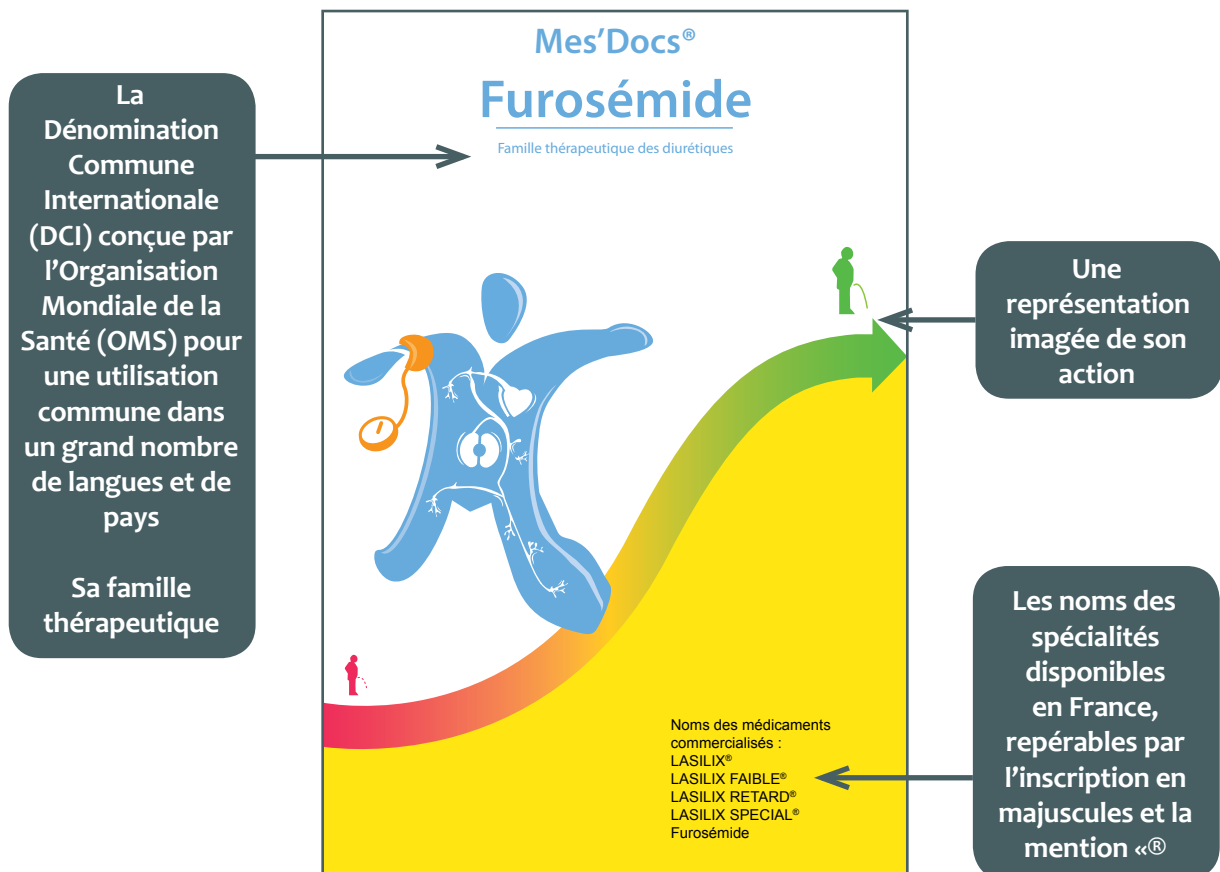 Mes’Docs®
Furosémide
Famille thérapeutique des diurétiques
La
Dénomination
Commune
Internationale
(DCI) conçue par
l’Organisation
Mondiale de la
Santé (OMS) pour
une utilisation
commune dans
un grand nombre
de langues et de
pays
Sa famille
thérapeutique
Une
représentation
imagée de son
action
Noms des médicaments
commercialisés :
LASILIX®
LASILIX FAIBLE®
LASILIX RETARD®
LASILIX SPECIAL®
Furosémide
Les noms des
spécialités
disponibles
en France,
repérables par
l’inscription en
majuscules et la
mention «®